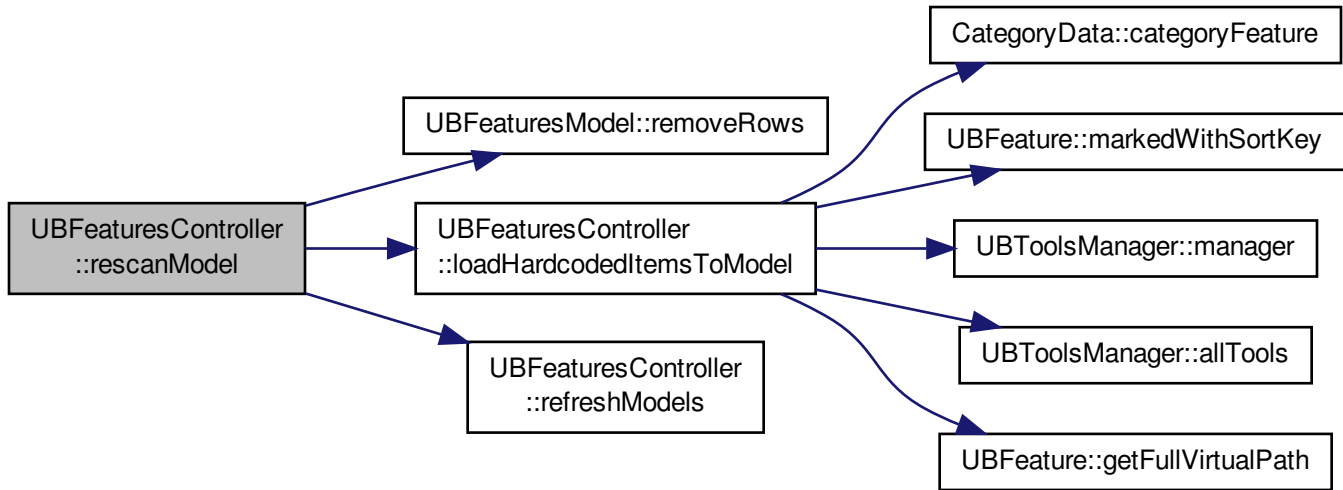 UBFeaturesController
::rescanModel
UBFeaturesModel::removeRows
UBFeaturesController
::loadHardcodedItemsToModel
UBFeaturesController
::refreshModels
CategoryData::categoryFeature
UBFeature::markedWithSortKey
UBToolsManager::manager
UBToolsManager::allTools
UBFeature::getFullVirtualPath